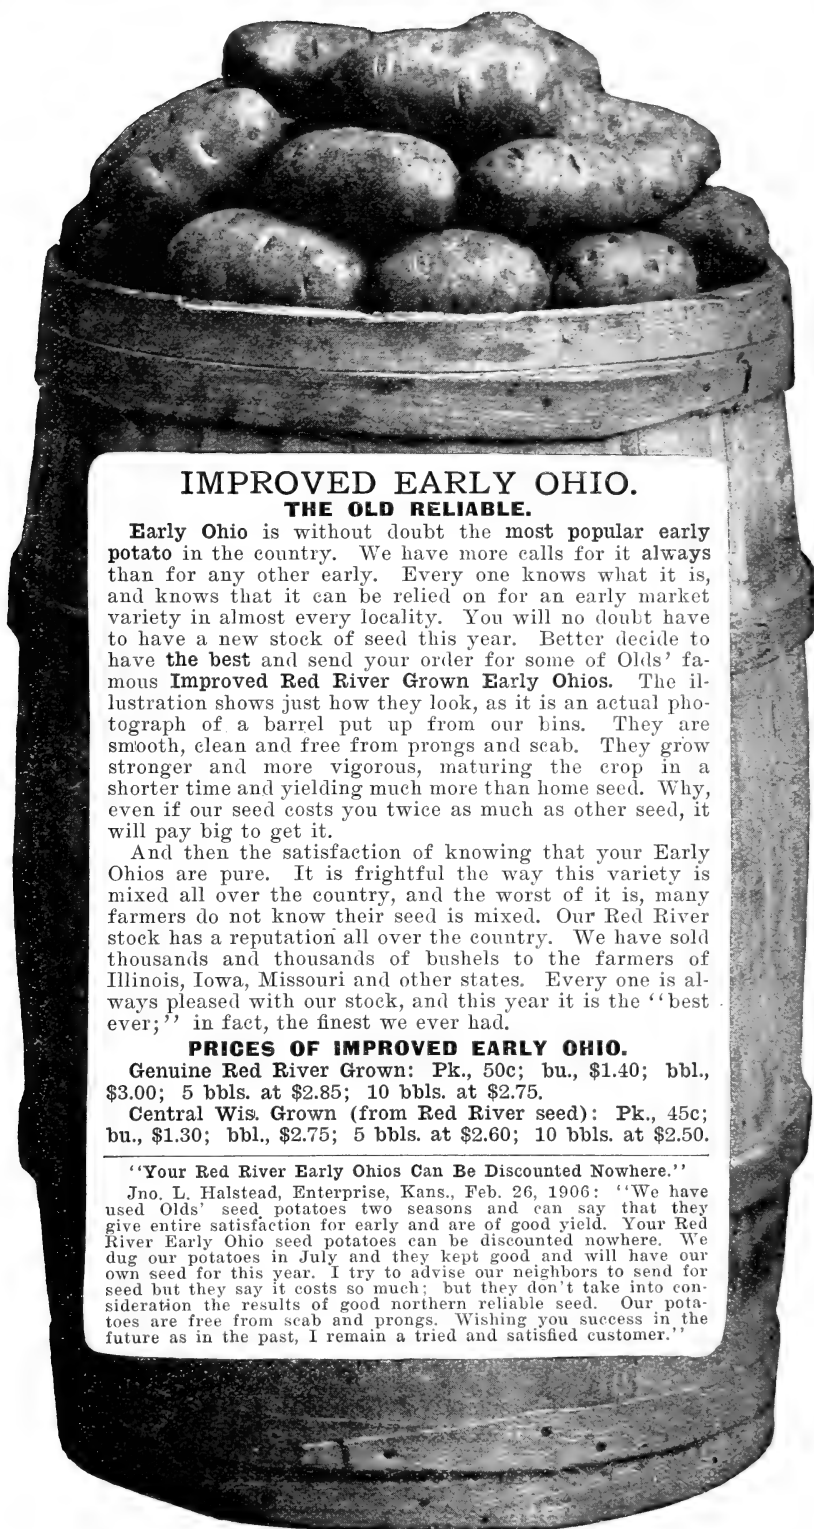 IMPROVED EARLY OHIO.
THE OLD RELIABLE.
Early Ohio is without doubt the most popular early
potato in the country. We have more calls for it always
than for any other early. Every one knows what it is,
and knows that it can be relied on for an early market
variety in almost every locality. You will no doubt have
to have a new stock of seed this year. Better decide to
have the best and send your order for some of Olds' fa-
mous Improved Red River Grown Early Ohios. The il-
lustration shows just how they look, as it is an actual pho-
tograph of a barrel put up from our bins. They are
smooth, clean and free from prongs and scab. They grow
stronger and more vigorous, maturing the crop in a
shorter time and yielding much more than home seed. Why,
even if our seed costs you twice as much as other seed, it
will pay big to get it.
And then the satisfaction of knowing that your Early
Ohios are pure. It is frightful the way this variety is
mixed all over the country, and the worst of it is, many
farmers do not know their seed is mixed. Our Red River
stock has a reputation all over the country. We have sold
thousands and thousands of bushels to the farmers of
Illinois, Iowa, Missouri and other states. Every one is al-
ways pleased with our stock, and this year it is the "best
ever;" in fact, the finest we ever had.
PRICES OF IMPROVED EARLY OHIO.
Genuine Red River Grown: Pk., 50c; bu., $1.40; bbl.,
$3.00; 5 bbls. at $2.85; 10 bbls. at $2.75.
Central Wis. Grown (from Red River seed): Pk., 45c;
bu., $1.30; bbl., $2.75; 5 bbls. at $2.60; 10 bbls. at $2.50.
"Your Red River Early Ohios Can Be Discounted Nowhere."
Jno. L. Halstead, Enterprise, Kans., Feb. 26, 1906: "We have
used Olds' seed potatoes two seasons and can say that they
give entire satisfaction for early and are of good yield. Your Red
River Early Ohio seed potatoes can be discounted nowhere. We
dug our potatoes in July and they kept good and will have our
own seed for this year. I try to advise our neighbors to send for
seed but they say it costs so much; but they don't take into con-
sideration the results of good northern reliable seed. Our pota-
toes are free from scab and prongs. Wishing you success in the
future as in the past, I remain a tried and satisfied customer."